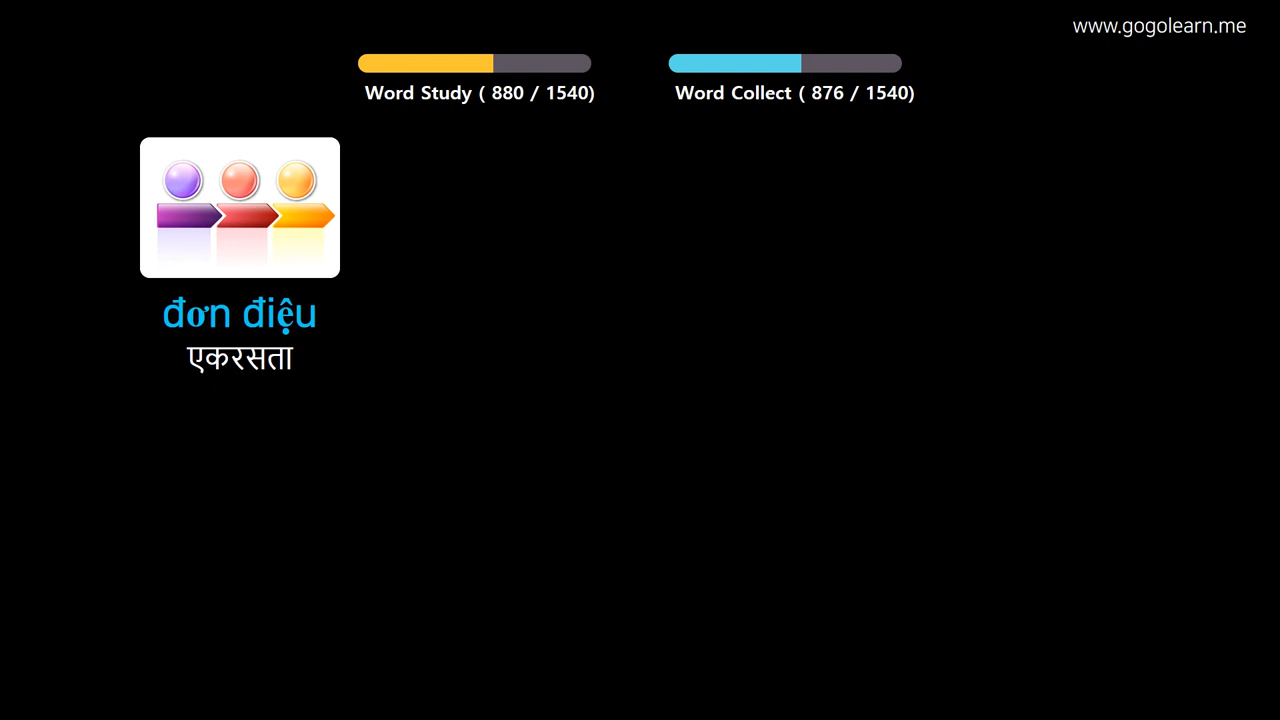 www.gogolearn.me
Word Study ( 880 / 1540)
Word Collect ( 876 / 1540)
đơn điệu
एकरसता